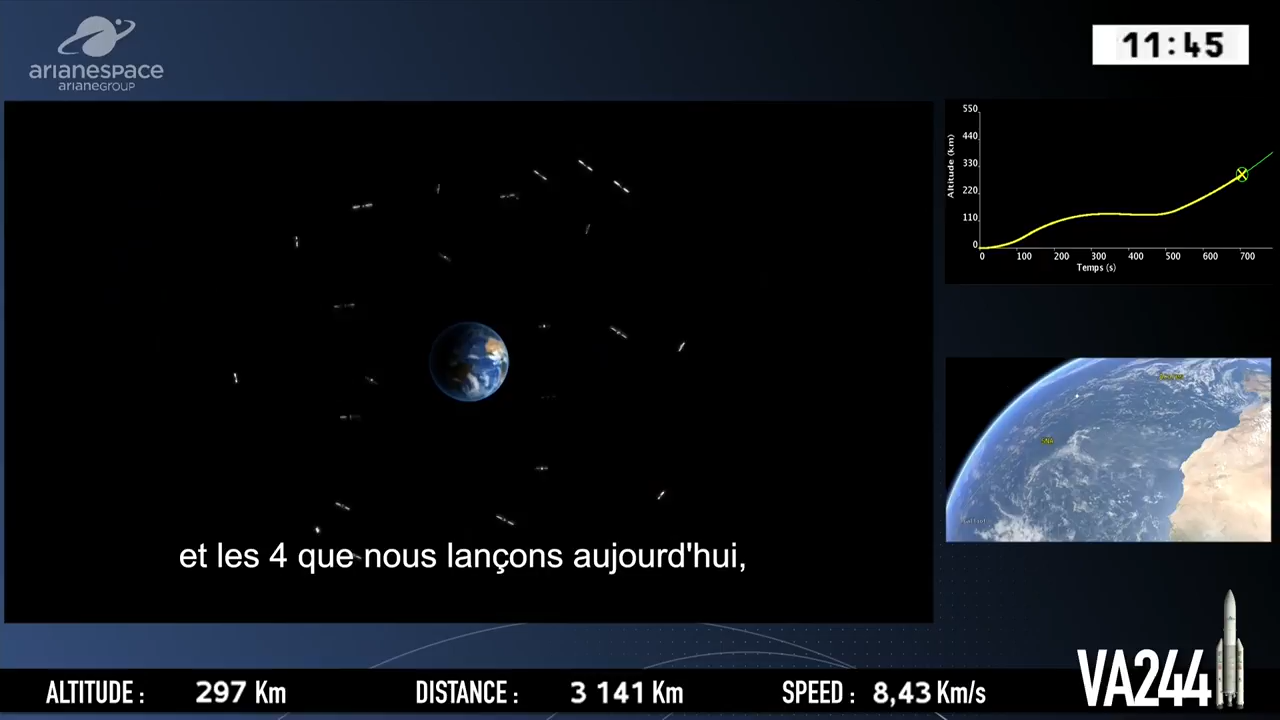 arianespace
arianeGROUP
11:45
550
440
330
220
110
0
Altitude (km)
0 100 200 300 400 500 600 700
Temps (s)
SNA
et les 4 que nous lançons aujourd'hui,
ALTITUDE : 297 Km DISTANCE : 3 141 Km SPEED : 8,43 Km/s
VA244